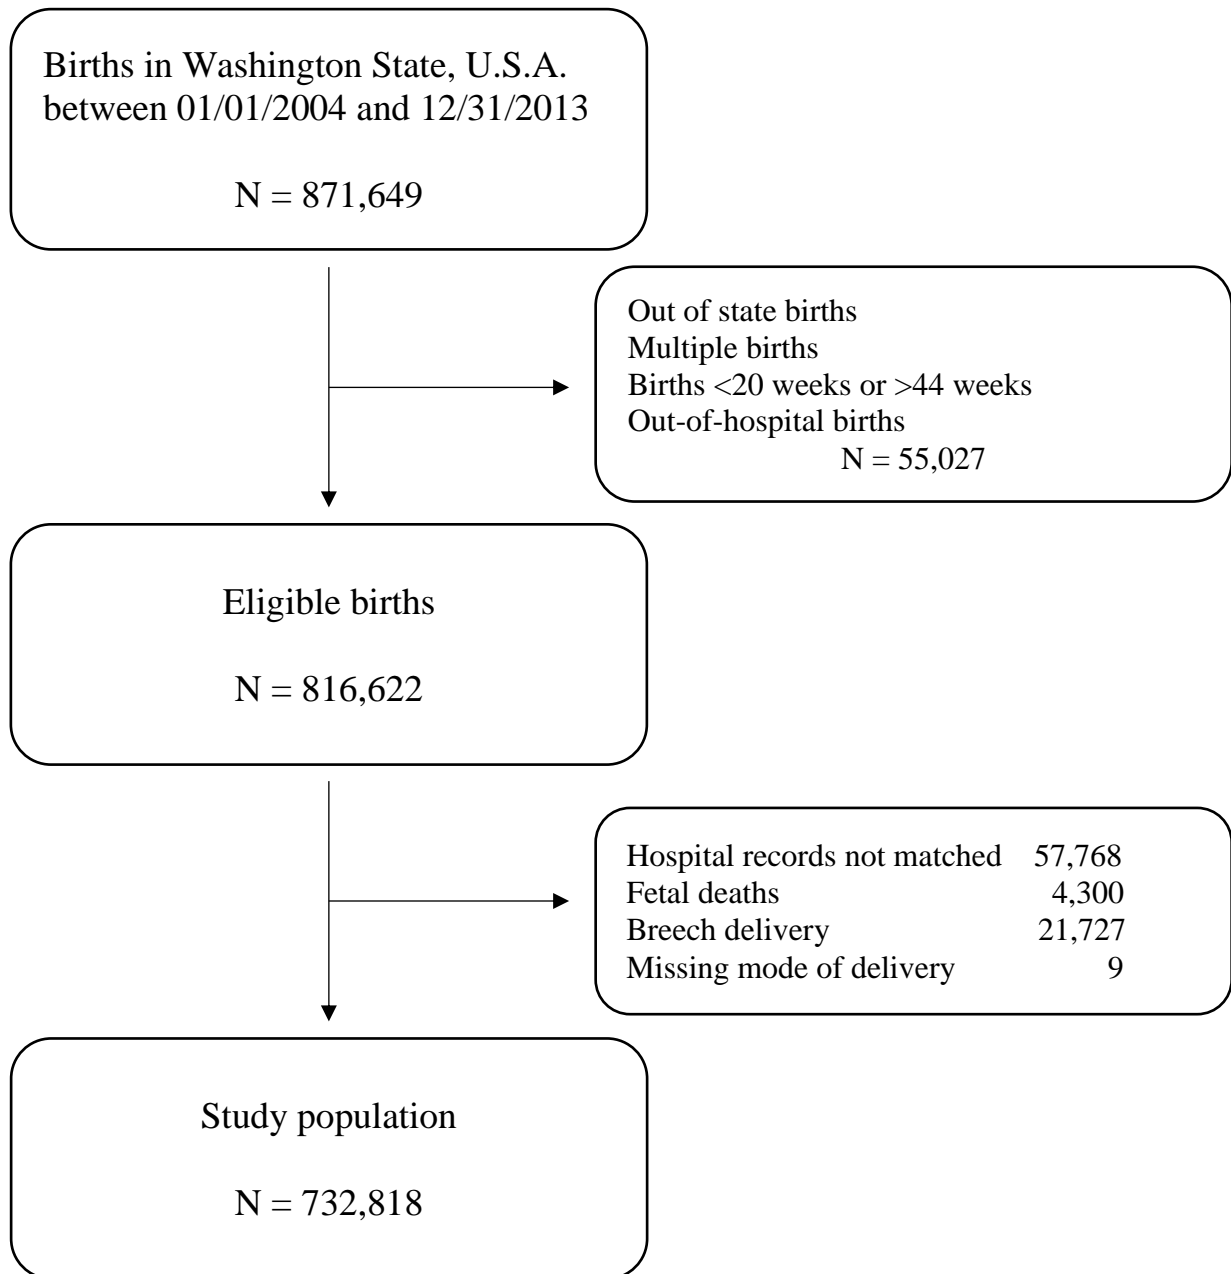 Births in Washington State, U.S.A.
between 01/01/2004 and 12/31/2013
N = 871,649
Out of state births
Multiple births
Births <20 weeks or >44 weeks
Out-of-hospital births
N = 55,027
Eligible births
N = 816,622
Hospital records not matched 57,768
Fetal deaths 4,300
Breech delivery 21,727
Missing mode of delivery 9
Study population
N = 732,818